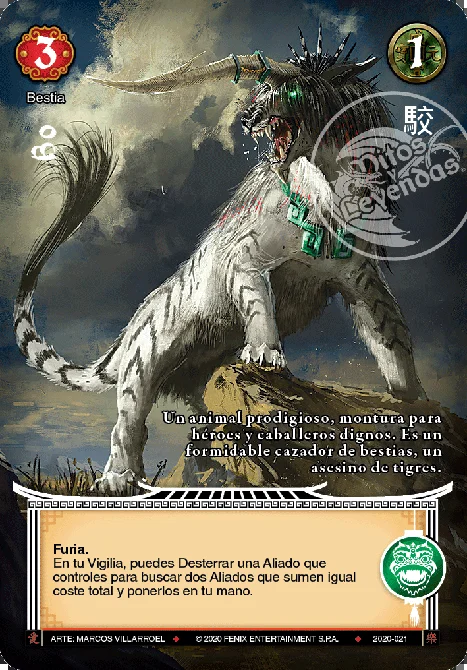 3
1
Bestia
Bo
駮
Mitos y Leyendas
Un animal prodigioso, montura para
héroes y caballeros dignos. Es un
formidable cazador de bestias, un
asesino de tigres.
Furia.
En tu Vigilia, puedes Desterrar una Aliado que
controles para buscar dos Aliados que sumen igual
coste total y ponerlos en tu mano.
ARTE: MARCOS VILLARROEL ♦ © 2020 FENIX ENTERTAINMENT S.P.A. ♦ 2020-021